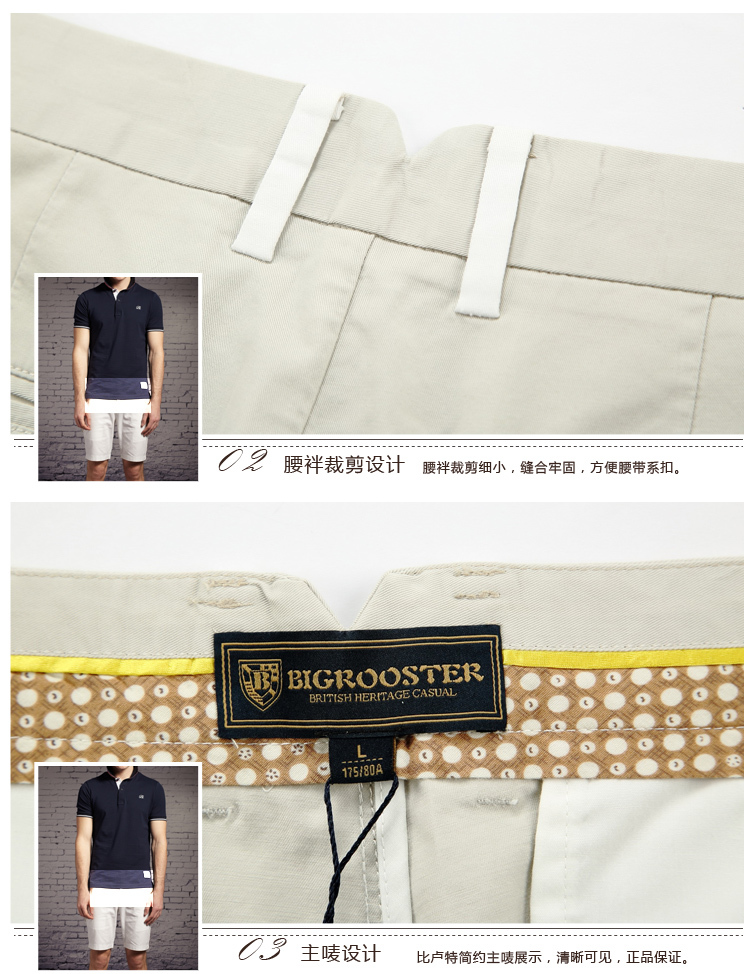 02 腰袢裁剪设计 腰袢裁剪细小，缝合牢固，方便腰带系扣。
B BIGROOSTER
BRITISH HERITAGE CASUAL
L
175/80A
03 主唛设计 比卢特简约主唛展示，清晰可见，正品保证。